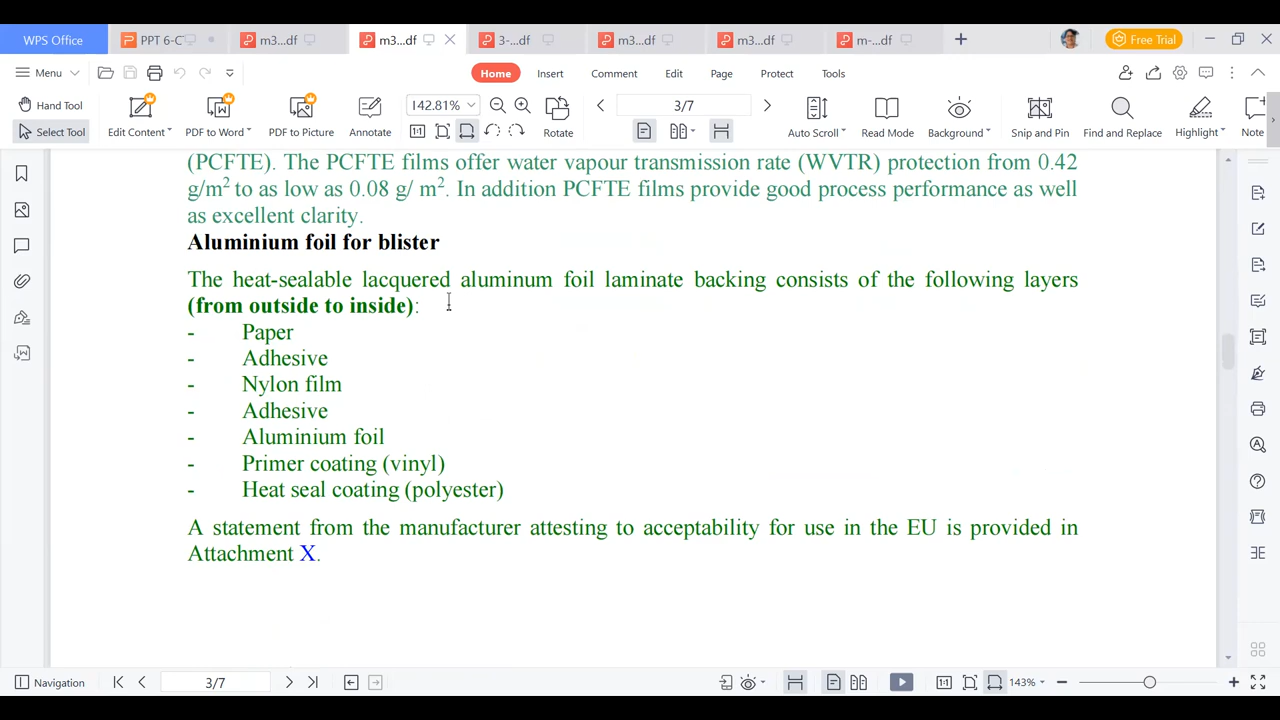 WPS Office PPT 6-C m3...df m3...df 3-...df m3...df m3...df m-...df Free Trial
Menu Home Insert Comment Edit Page Protect Tools
Hand Tool 142.81% 3/7
Select Tool Edit Content PDF to Word PDF to Picture Annotate 1:1 Rotate Auto Scroll Read Mode Background Snip and Pin Find and Replace Highlight Note
(PCFTE). The PCFTE films offer water vapour transmission rate (WVTR) protection from 0.42
g/m2 to as low as 0.08 g/ m2. In addition PCFTE films provide good process performance as well
as excellent clarity.
Aluminium foil for blister
The heat-sealable lacquered aluminum foil laminate backing consists of the following layers
(from outside to inside):
- Paper
- Adhesive
- Nylon film
- Adhesive
- Aluminium foil
- Primer coating (vinyl)
- Heat seal coating (polyester)
A statement from the manufacturer attesting to acceptability for use in the EU is provided in
Attachment X.
Navigation 3/7 1:1 143%